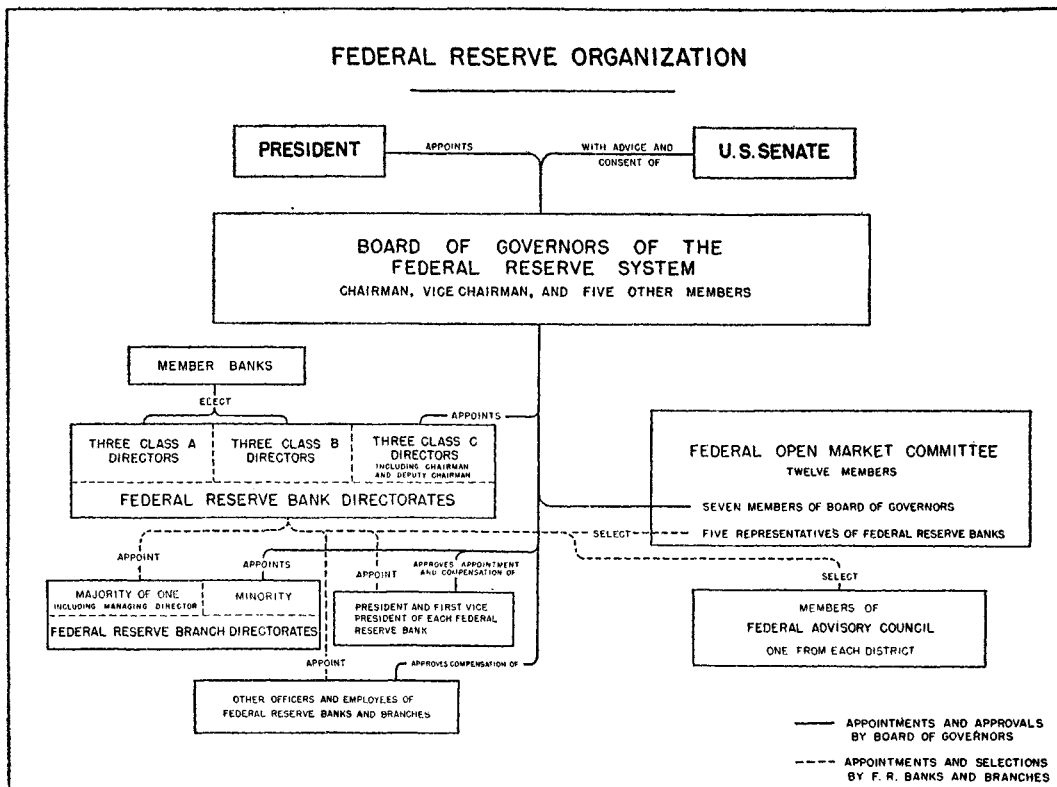 FEDERAL RESERVE ORGANIZATION
PRESIDENT
APPOINTS
WITH ADVICE AND
CONSENT OF
U.S. SENATE
BOARD OF GOVERNORS OF THE
FEDERAL RESERVE SYSTEM
CHAIRMAN, VICE CHAIRMAN, AND FIVE OTHER MEMBERS
MEMBER BANKS
ELECT
APPOINTS
THREE CLASS A
DIRECTORS
THREE CLASS B
DIRECTORS
THREE CLASS C
DIRECTORS
INCLUDING CHAIRMAN
AND DEPUTY CHAIRMAN
FEDERAL RESERVE BANK DIRECTORATES
FEDERAL OPEN MARKET COMMITTEE
TWELVE MEMBERS
SEVEN MEMBERS OF BOARD OF GOVERNORS
SELECT
FIVE REPRESENTATIVES OF FEDERAL RESERVE BANKS
APPOINT
APPOINTS
APPOINT
APPROVES APPOINTMENT
AND COMPENSATION OF
SELECT
MAJORITY OF ONE
INCLUDING MANAGING DIRECTOR
MINORITY
FEDERAL RESERVE BRANCH DIRECTORATES
PRESIDENT AND FIRST VICE
PRESIDENT OF EACH FEDERAL
RESERVE BANK
MEMBERS OF
FEDERAL ADVISORY COUNCIL
ONE FROM EACH DISTRICT
APPOINT
APPROVES COMPENSATION OF
OTHER OFFICERS AND EMPLOYEES OF
FEDERAL RESERVE BANKS AND BRANCHES
APPOINTMENTS AND APPROVALS
BY BOARD OF GOVERNORS
APPOINTMENTS AND SELECTIONS
BY F. R. BANKS AND BRANCHES